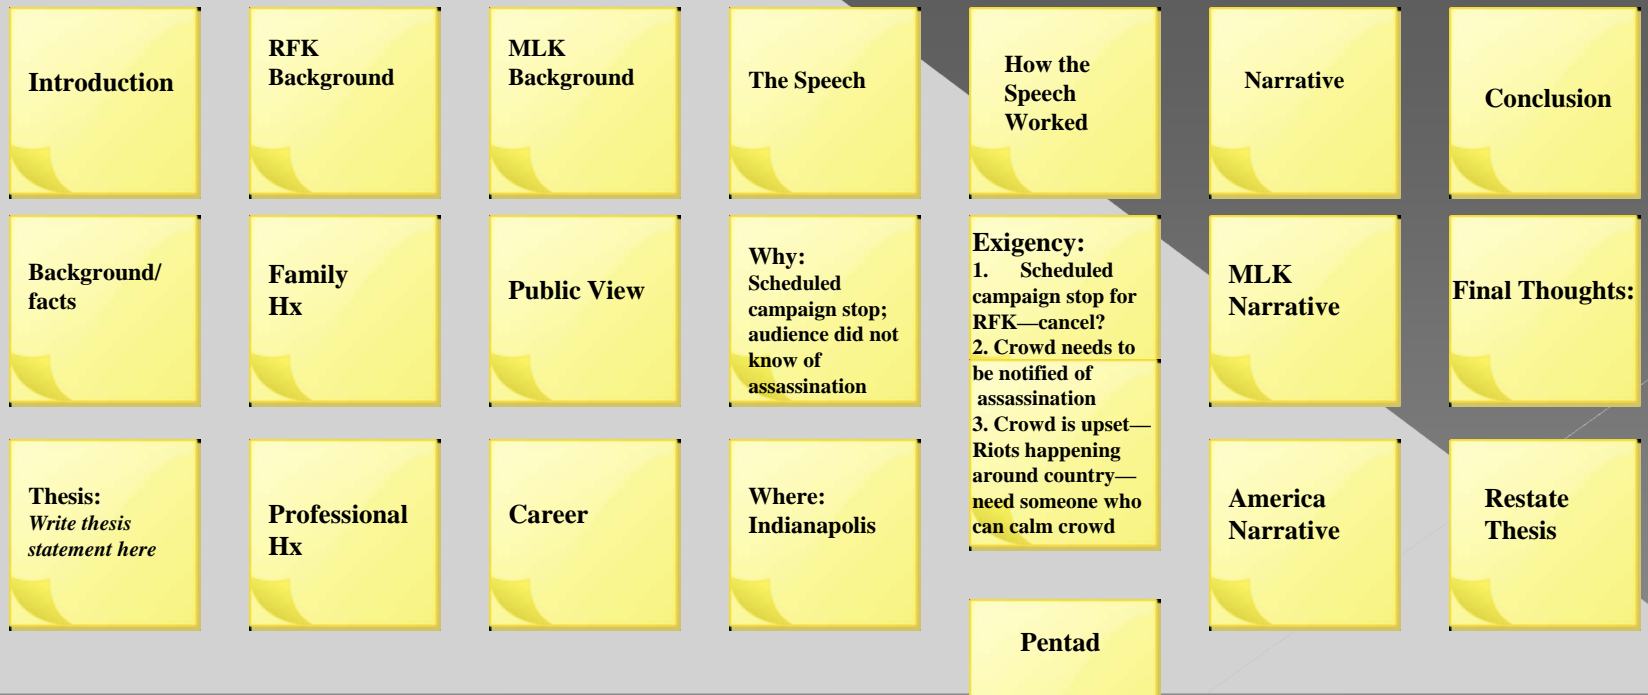 Introduction
RFK
Background
MLK
Background
The Speech
How the
Speech
Worked
Narrative
Conclusion
Background/
facts
Family
Hx
Public View
Why:
Scheduled
campaign stop;
audience did not
know of
assassination
Exigency:
1. Scheduled
campaign stop for
RFK—cancel?
2. Crowd needs to
be notified of
assassination
3. Crowd is upset—
Riots happening
around country—
need someone who
can calm crowd
MLK
Narrative
Final Thoughts:
Thesis:
Write thesis
statement here
Professional
Hx
Career
Where:
Indianapolis
America
Narrative
Restate
Thesis
Pentad